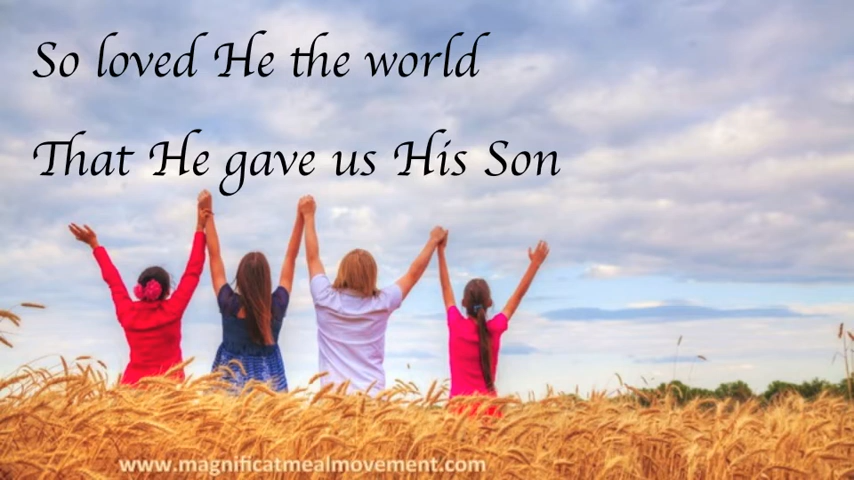 So loved He the world
That He gave us His Son
www.magnificatmealmovement.com